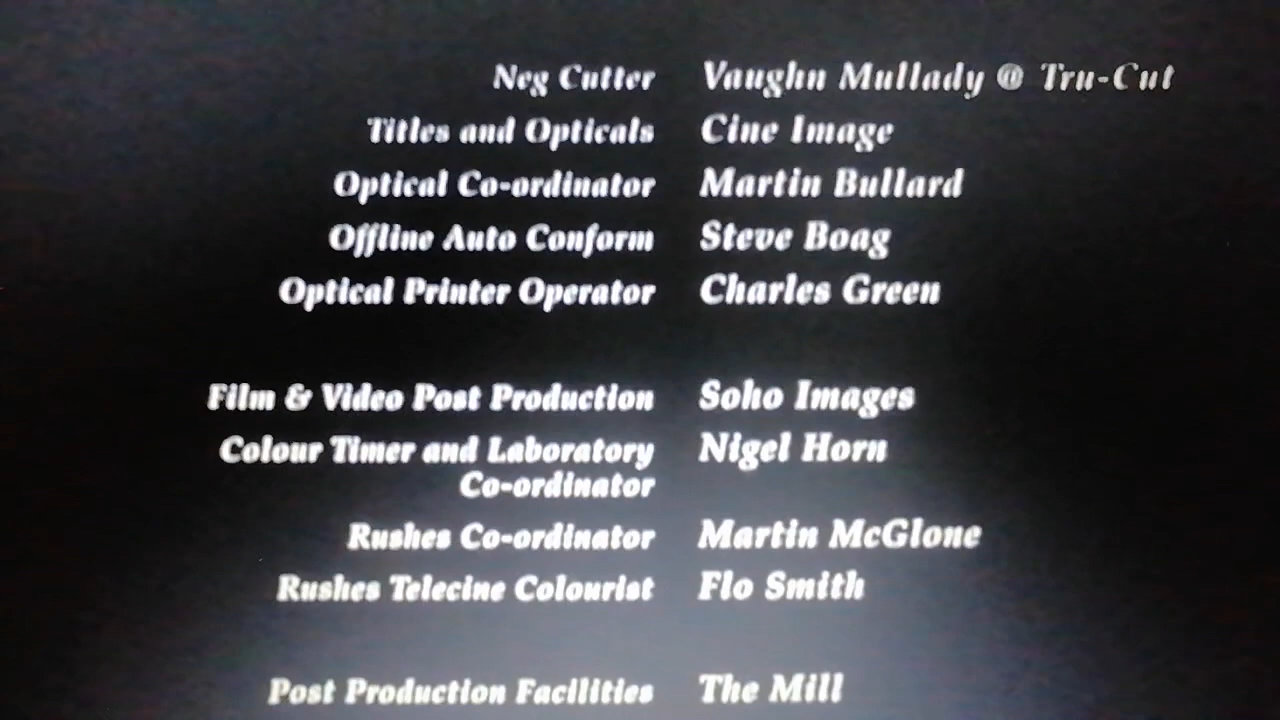 Neg Cutter Vaughn Mullady @ Tru-Cut
Titles and Opticals Cine Image
Optical Co-ordinator Martin Bullard
Offline Auto Conform Steve Boag
Optical Printer Operator Charles Green
Film & Video Post Production Soho Images
Colour Timer and Laboratory Nigel Horn
Co-ordinator
Rushes Co-ordinator Martin McGlone
Rushes Telecine Colourist Flo Smith
Post Production Facilities The Mill